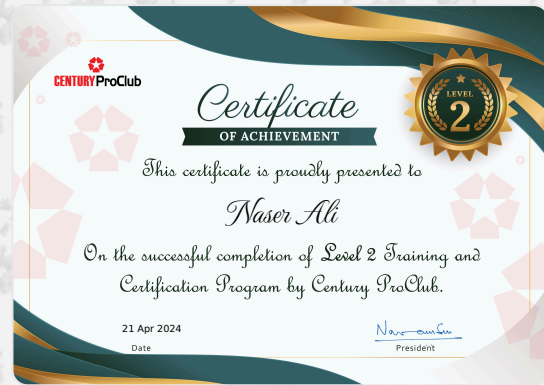 CENTURY ProClub
Certificate
OF ACHIEVEMENT
LEVEL
2
This certificate is proudly presented to
Naser Ali
On the successful completion of Level 2 Training and
Certification Program by Century ProClub.
21 Apr 2024
Date
President